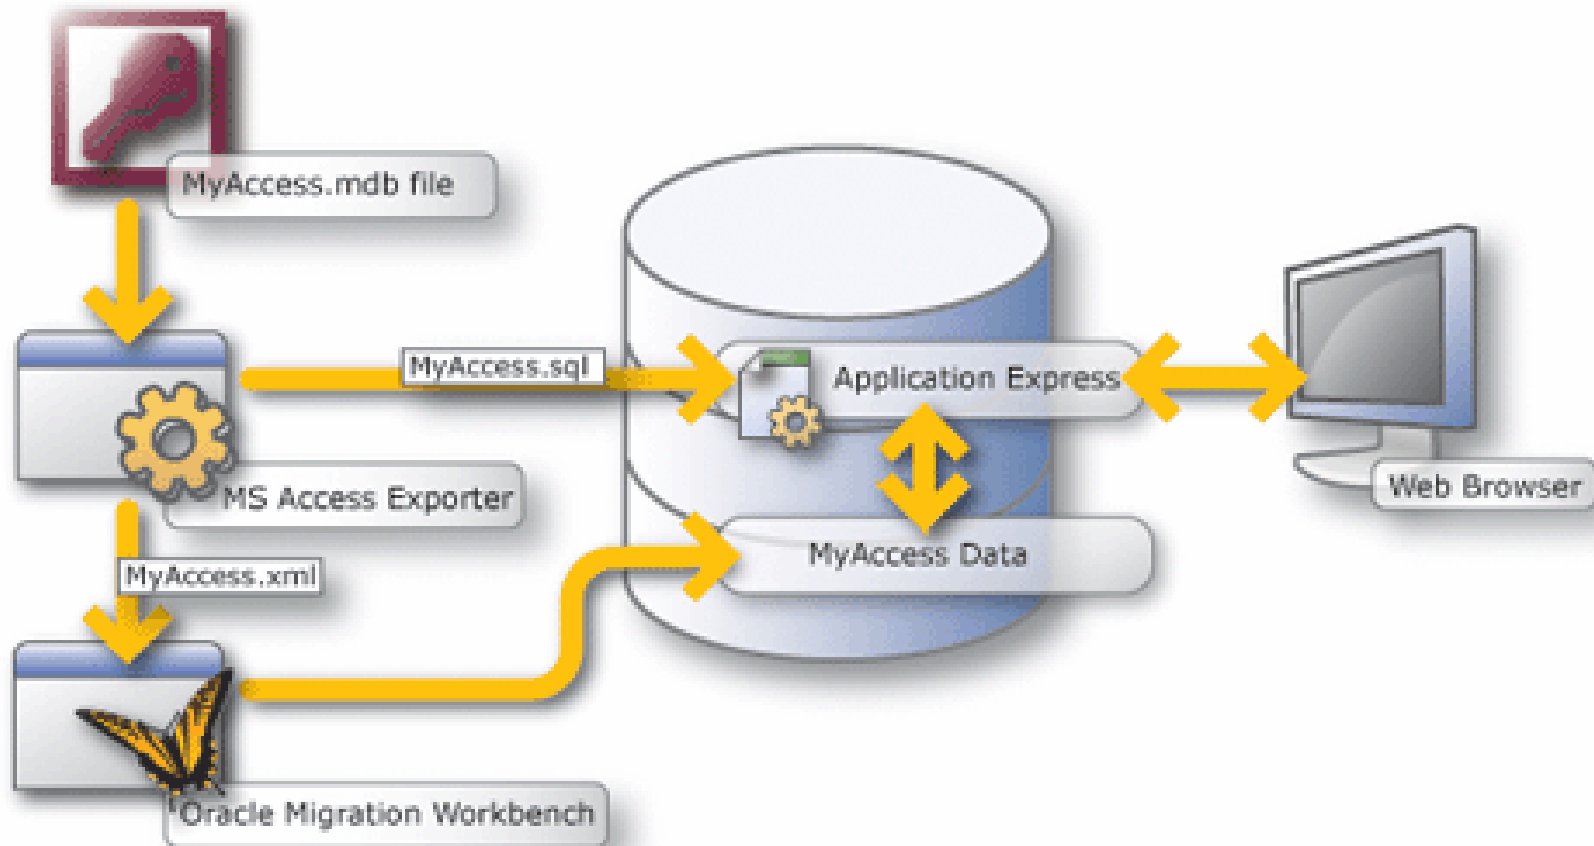 MyAccess.mdb file
MyAccess.sql
Application Express
MS Access Exporter
Web Browser
MyAccess.xml
MyAccess Data
Oracle Migration Workbench